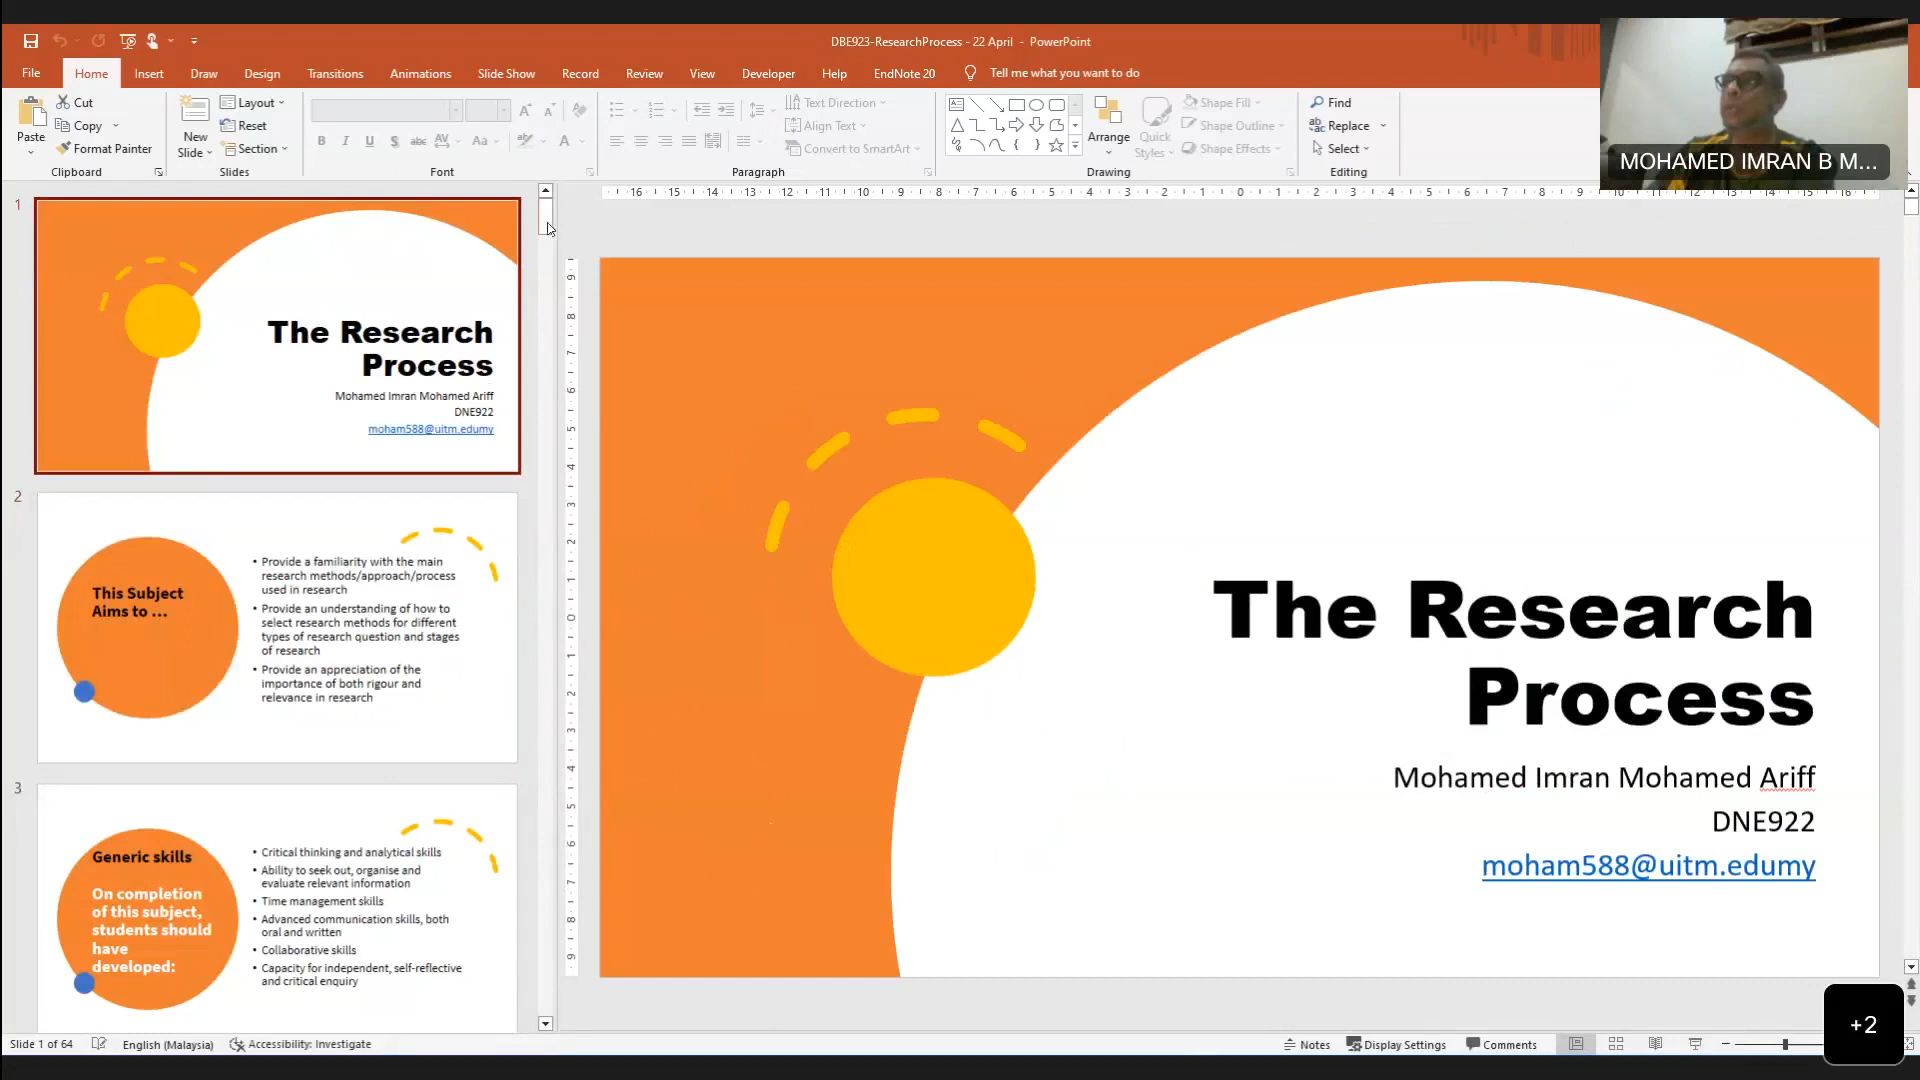 DBE923-ResearchProcess - 22 April - PowerPoint
File Home Insert Draw Design Transitions Animations Slide Show Record Review View Developer Help EndNote 20 Tell me what you want to do
Paste
Cut
Copy
Format Painter
Clipboard
New
Slide
Layout
Reset
Section
Slides
Font
Text Direction
Align Text
Convert to SmartArt
Paragraph
Arrange
Quick
Styles
Shape Fill
Shape Outline
Shape Effects
Drawing
Find
Replace
Select
Editing
MOHAMED IMRAN B M...
1
The Research
Process
Mohamed Imran Mohamed Ariff
DNE922
moham588@uitm.edumy
2
This Subject
Aims to ...
• Provide a familiarity with the main
research methods/approach/process
used in research
• Provide an understanding of how to
select research methods for different
types of research question and stages
of research
• Provide an appreciation of the
importance of both rigour and
relevance in research
3
Generic skills
On completion
of this subject,
students should
have
developed:
• Critical thinking and analytical skills
• Ability to seek out, organise and
evaluate relevant information
• Time management skills
• Advanced communication skills, both
oral and written
• Collaborative skills
• Capacity for independent, self-reflective
and critical enquiry
The Research
Process
Mohamed Imran Mohamed Ariff
DNE922
moham588@uitm.edumy
Slide 1 of 64 English (Malaysia) Accessibility: Investigate Notes Display Settings Comments
+2